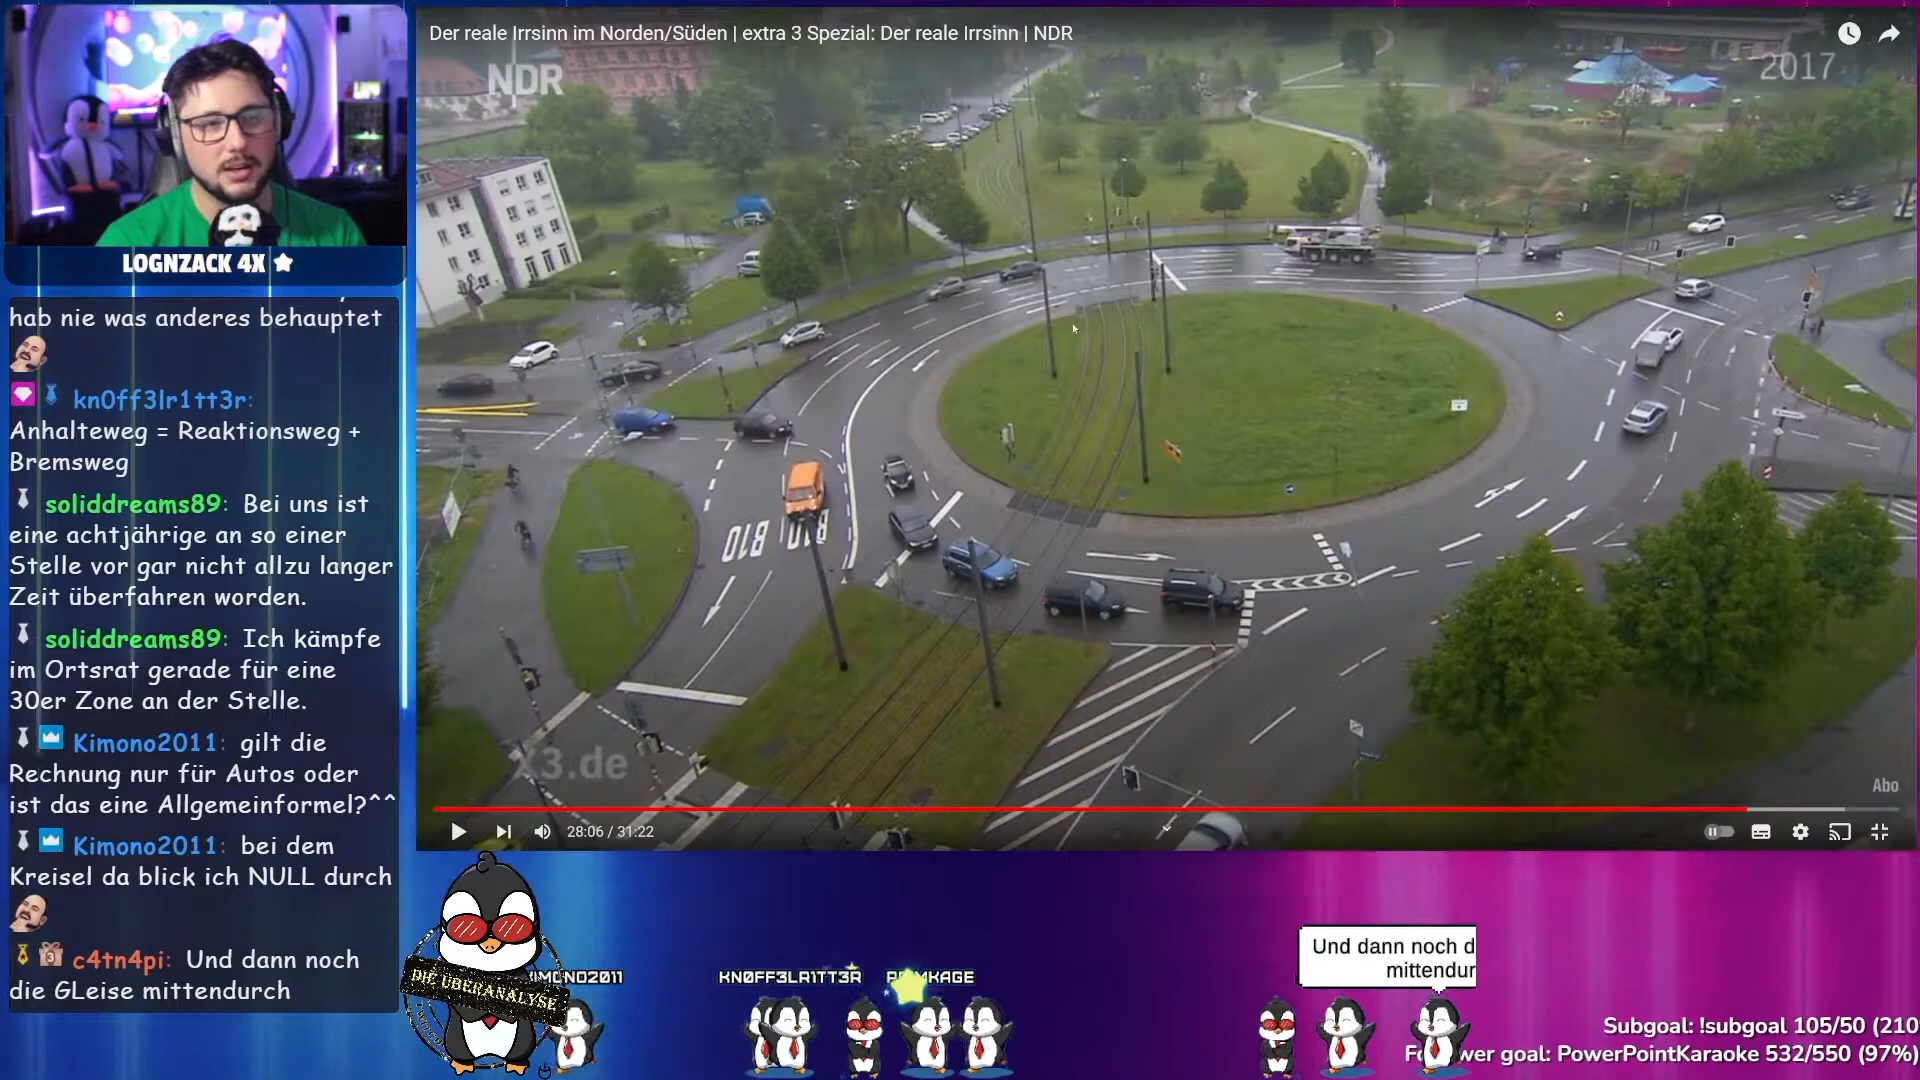 LOGNZACK 4X
hab nie was anderes behauptet
kn0ff3lr1tt3r:
Anhalteweg = Reaktionsweg +
Bremsweg
soliddreams89: Bei uns ist
eine achtjährige an so einer
Stelle vor gar nicht allzu langer
Zeit überfahren worden.
soliddreams89: Ich kämpfe
im Ortsrat gerade für eine
30er Zone an der Stelle.
Kimono2011: gilt die
Rechnung nur für Autos oder
ist das eine Allgemeinformel?^^
Kimono2011: bei dem
Kreisel da blick ich NULL durch
c4tn4pi: Und dann noch
die GLeise mittendurch
Der reale Irrsinn im Norden/Süden | extra 3 Spezial: Der reale Irrsinn | NDR
NDR
2017
B10
B10
X3.de
Abo
28:06 / 31:22
DIE ÜBERANALYSE
KIMONO2011
KN0FF3LR1TT3R
Und dann noch d
mittendur
Subgoal: !subgoal 105/50 (210
PowerPointKaraoke 532/550 (97%)